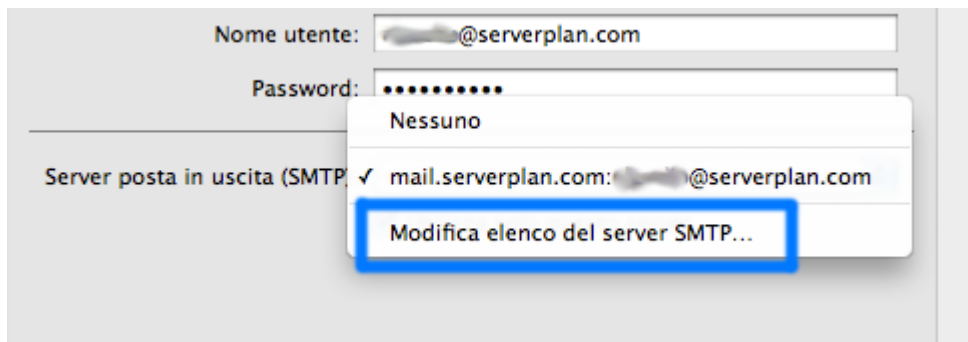 Nome utente: @serverplan.com
Password: ••••••••••
Nessuno
Server posta in uscita (SMTP) ✓ mail.serverplan.com: @serverplan.com
Modifica elenco del server SMTP...